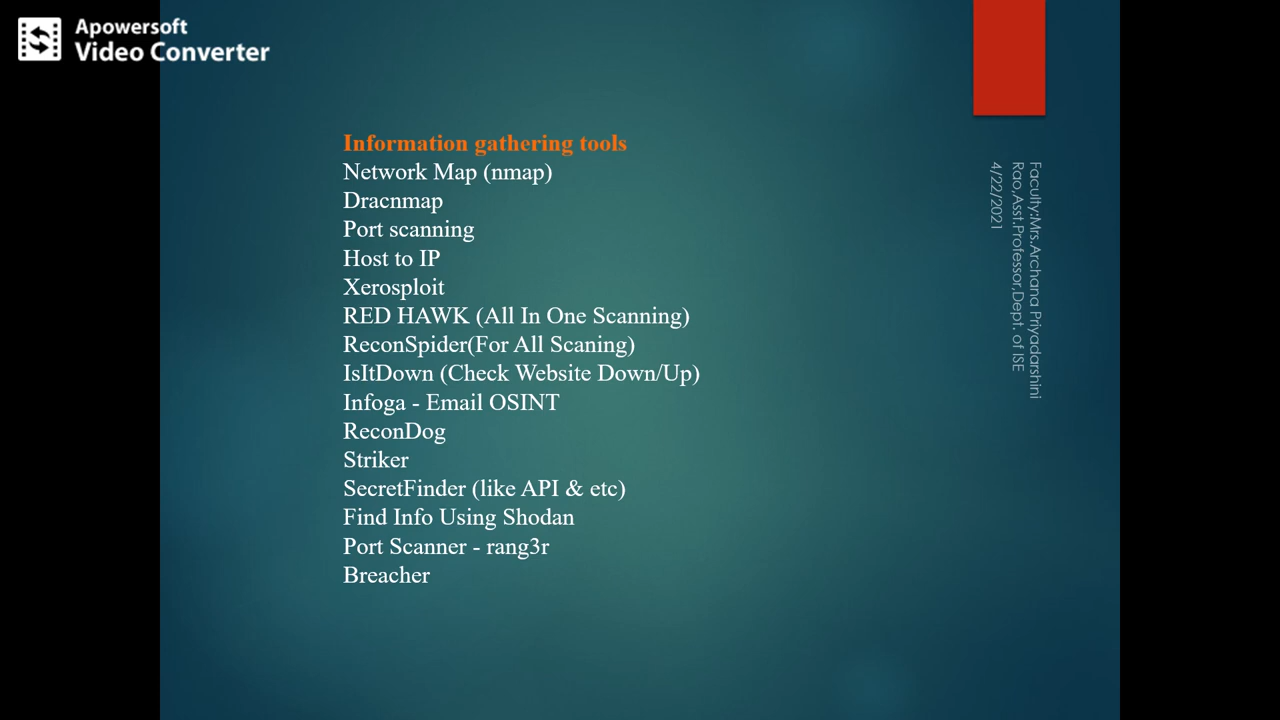 Apowersoft
Video Converter
Information gathering tools
Network Map (nmap)
Dracnmap
Port scanning
Host to IP
Xerosploit
RED HAWK (All In One Scanning)
ReconSpider(For All Scaning)
IsItDown (Check Website Down/Up)
Infoga - Email OSINT
ReconDog
Striker
SecretFinder (like API & etc)
Find Info Using Shodan
Port Scanner - rang3r
Breacher
Faculty:Mrs.Archana Priyadarshini
Rao,Asst.Professor,Dept. of ISE
4/22/2021